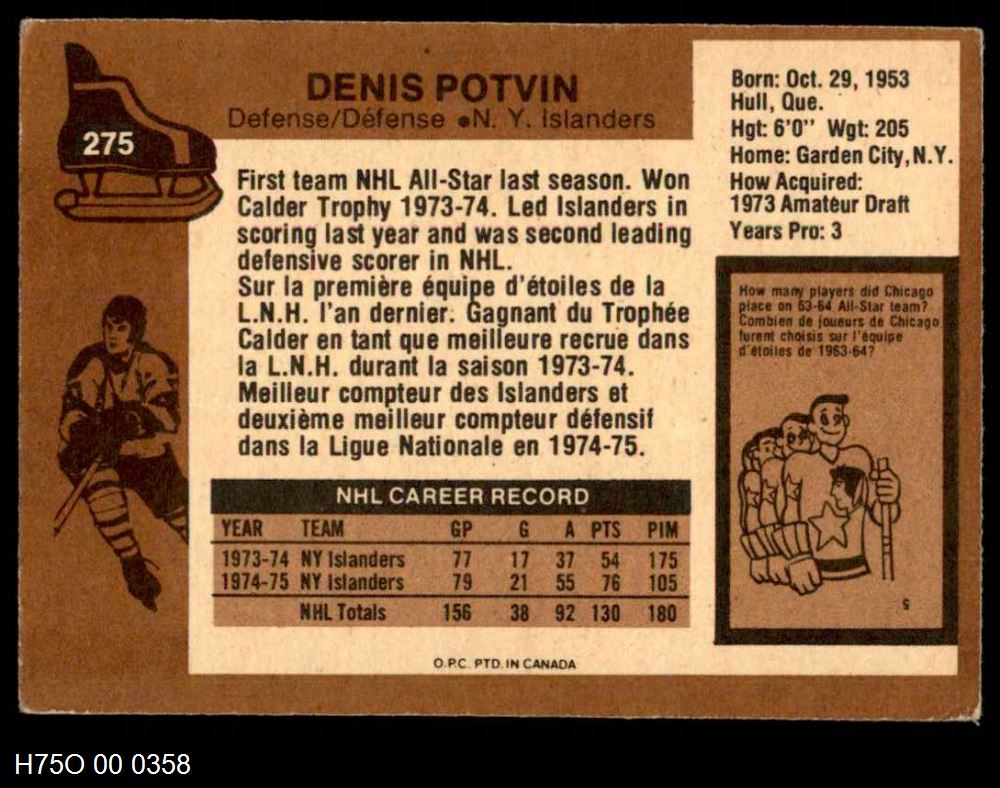 275
DENIS POTVIN
Defense/Défense • N. Y. Islanders
First team NHL All-Star last season. Won
Calder Trophy 1973-74. Led Islanders in
scoring last year and was second leading
defensive scorer in NHL.
Sur la première équipe d'étoiles de la
L.N.H. l'an dernier. Gagnant du Trophée
Calder en tant que meilleure recrue dans
la L.N.H. durant la saison 1973-74.
Meilleur compteur des Islanders et
deuxième meilleur compteur défensif
dans la Ligue Nationale en 1974-75.
NHL CAREER RECORD
YEAR TEAM GP G A PTS PIM
1973-74 NY Islanders 77 17 37 54 175
1974-75 NY Islanders 79 21 55 76 105
NHL Totals 156 38 92 130 180
O.P.C. PTD. IN CANADA
Born: Oct. 29, 1953
Hull, Que.
Hgt: 6'0" Wgt: 205
Home: Garden City, N.Y.
How Acquired:
1973 Amateur Draft
Years Pro: 3
How many players did Chicago
place on 63-64 All-Star team?
Combien de joueurs de Chicago
furent choisis sur l'équipe
d'étoiles de 1963-64?
5
H75O 00 0358